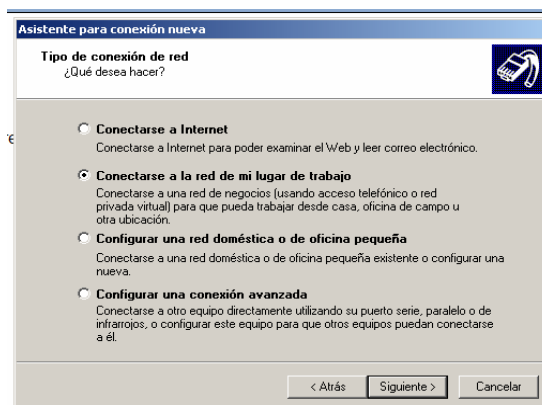 Asistente para conexión nueva
Tipo de conexión de red
¿Qué desea hacer?
Conectarse a Internet
Conectarse a Internet para poder examinar el Web y leer correo electrónico.
Conectarse a la red de mi lugar de trabajo
Conectarse a una red de negocios (usando acceso telefónico o red
privada virtual) para que pueda trabajar desde casa, oficina de campo u
otra ubicación.
Configurar una red doméstica o de oficina pequeña
Conectarse a una red doméstica o de oficina pequeña existente o configurar una
nueva.
Configurar una conexión avanzada
Conectarse a otro equipo directamente utilizando su puerto serie, paralelo o de
infrarrojos, o configurar este equipo para que otros equipos puedan conectarse
a él.
< Atrás Siguiente > Cancelar